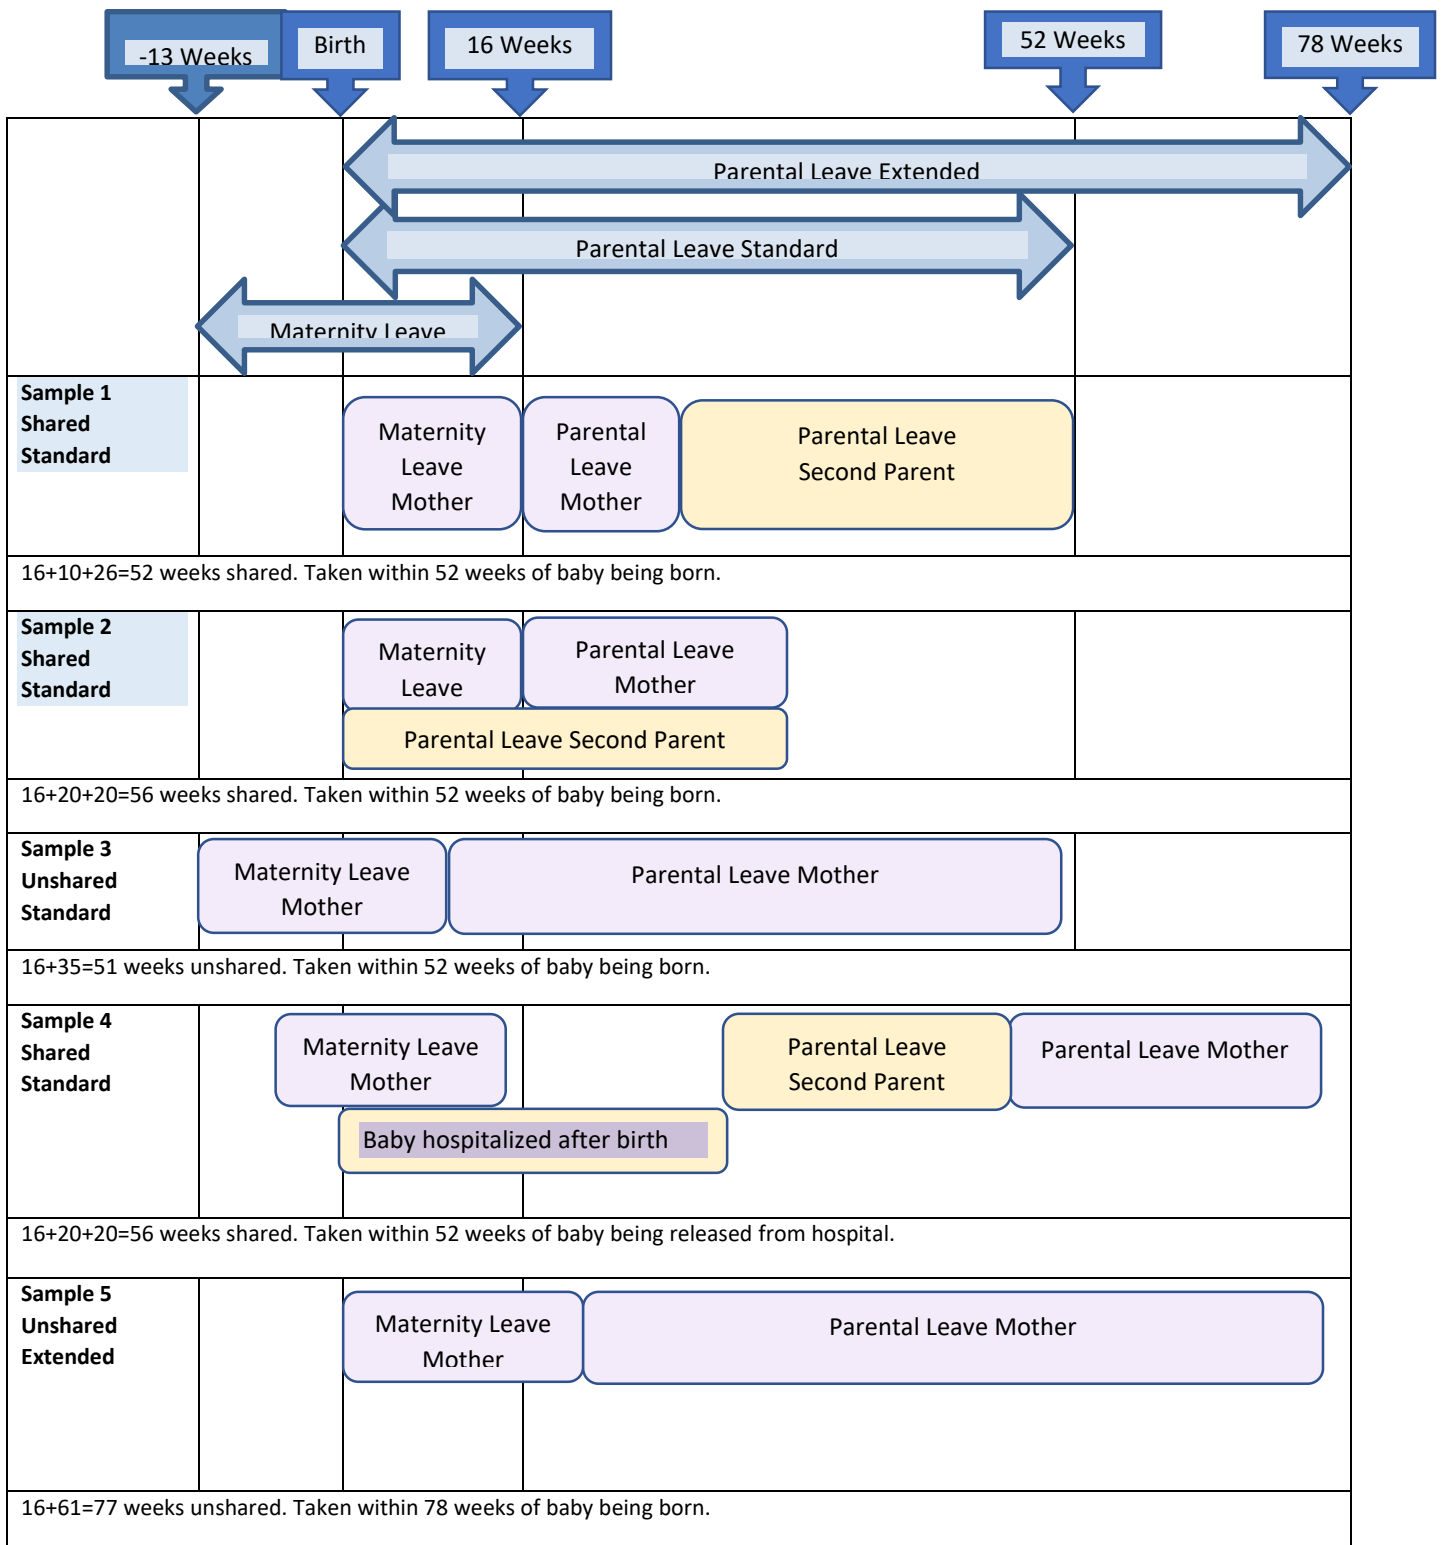 -13 Weeks
Birth
16 Weeks
52 Weeks
78 Weeks
Parental Leave Extended
Parental Leave Standard
Maternity Leave
Sample 1
Shared
Standard
Maternity
Leave
Mother
Parental
Leave
Mother
Parental Leave
Second Parent
16+10+26=52 weeks shared. Taken within 52 weeks of baby being born.
Sample 2
Shared
Standard
Maternity
Leave
Parental Leave
Mother
Parental Leave Second Parent
16+20+20=56 weeks shared. Taken within 52 weeks of baby being born.
Sample 3
Unshared
Standard
Maternity Leave
Mother
Parental Leave Mother
16+35=51 weeks unshared. Taken within 52 weeks of baby being born.
Sample 4
Shared
Standard
Maternity Leave
Mother
Parental Leave
Second Parent
Parental Leave Mother
Baby hospitalized after birth
16+20+20=56 weeks shared. Taken within 52 weeks of baby being released from hospital.
Sample 5
Unshared
Extended
Maternity Leave
Mother
Parental Leave Mother
16+61=77 weeks unshared. Taken within 78 weeks of baby being born.